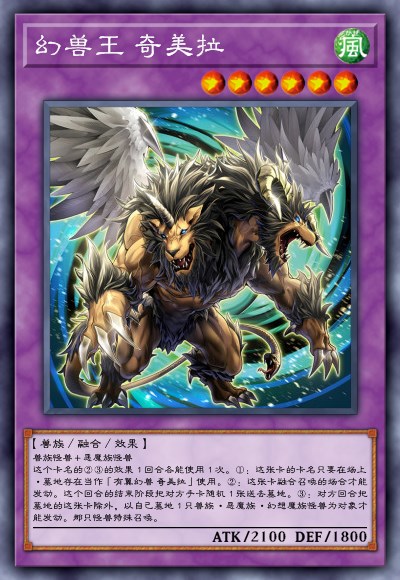 幻兽王 奇美拉
風
【兽族／融合／效果】
兽族怪兽＋恶魔族怪兽
这个卡名的②③的效果1回合各能使用1次。①：这张卡的卡名只要在场上
・墓地存在当作「有翼幻兽 奇美拉」使用。②：这张卡融合召唤的场合才能
发动。这个回合的结束阶段把对方手卡随机1张送去墓地。③：对方回合把
墓地的这张卡除外，以自己墓地1只兽族・恶魔族・幻想魔族怪兽为对象才
能发动。那只怪兽特殊召唤。
ATK/2100 DEF/1800